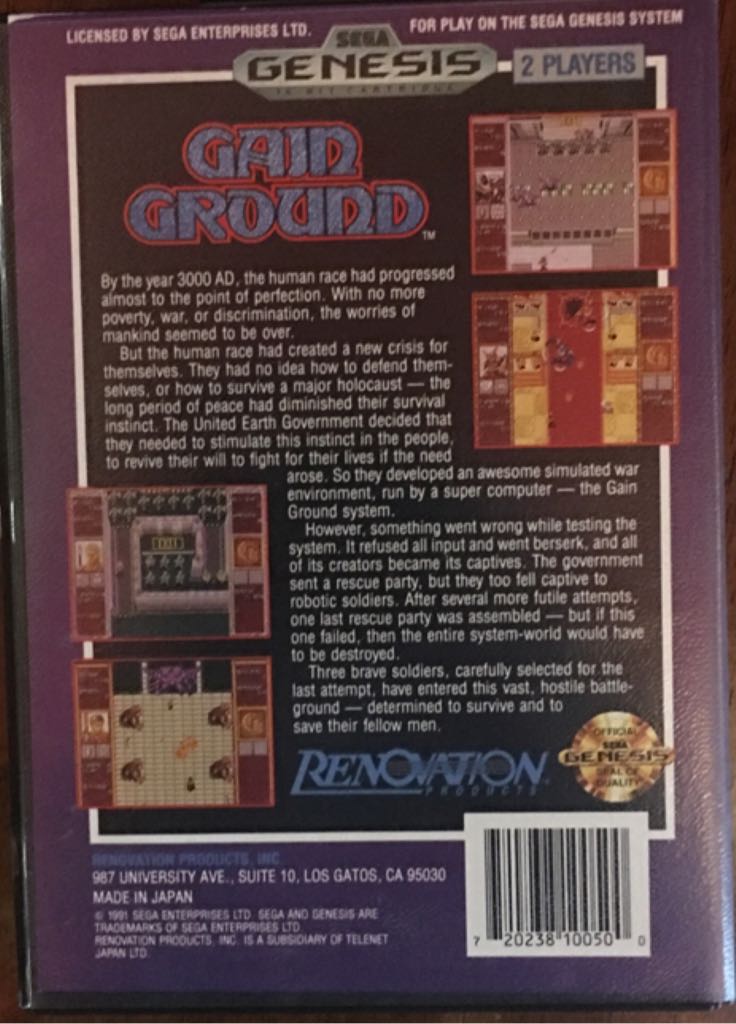 LICENSED BY SEGA ENTERPRISES LTD.
FOR PLAY ON THE SEGA GENESIS SYSTEM
SEGA
GENESIS
16-BIT CARTRIDGE
2 PLAYERS
GAIN
GROUND™
By the year 3000 AD, the human race had progressed
almost to the point of perfection. With no more
poverty, war, or discrimination, the worries of
mankind seemed to be over.
But the human race had created a new crisis for
themselves. They had no idea how to defend them-
selves, or how to survive a major holocaust — the
long period of peace had diminished their survival
instinct. The United Earth Government decided that
they needed to stimulate this instinct in the people,
to revive their will to fight for their lives if the need
arose. So they developed an awesome simulated war
environment, run by a super computer — the Gain
Ground system.
However, something went wrong while testing the
system. It refused all input and went berserk, and all
of its creators became its captives. The government
sent a rescue party, but they too fell captive to
robotic soldiers. After several more futile attempts,
one last rescue party was assembled — but if this
one failed, then the entire system-world would have
to be destroyed.
Three brave soldiers, carefully selected for the
last attempt, have entered this vast, hostile battle-
ground — determined to survive and to
save their fellow men.
EXIT
RENOVATION
PRODUCTS
OFFICIAL
SEGA
GENESIS
SEAL OF
QUALITY
RENOVATION PRODUCTS, INC.
987 UNIVERSITY AVE., SUITE 10, LOS GATOS, CA 95030
MADE IN JAPAN
© 1991 SEGA ENTERPRISES LTD. SEGA AND GENESIS ARE
TRADEMARKS OF SEGA ENTERPRISES LTD.
RENOVATION PRODUCTS, INC. IS A SUBSIDIARY OF TELENET
JAPAN LTD.
7 20238 10050 0